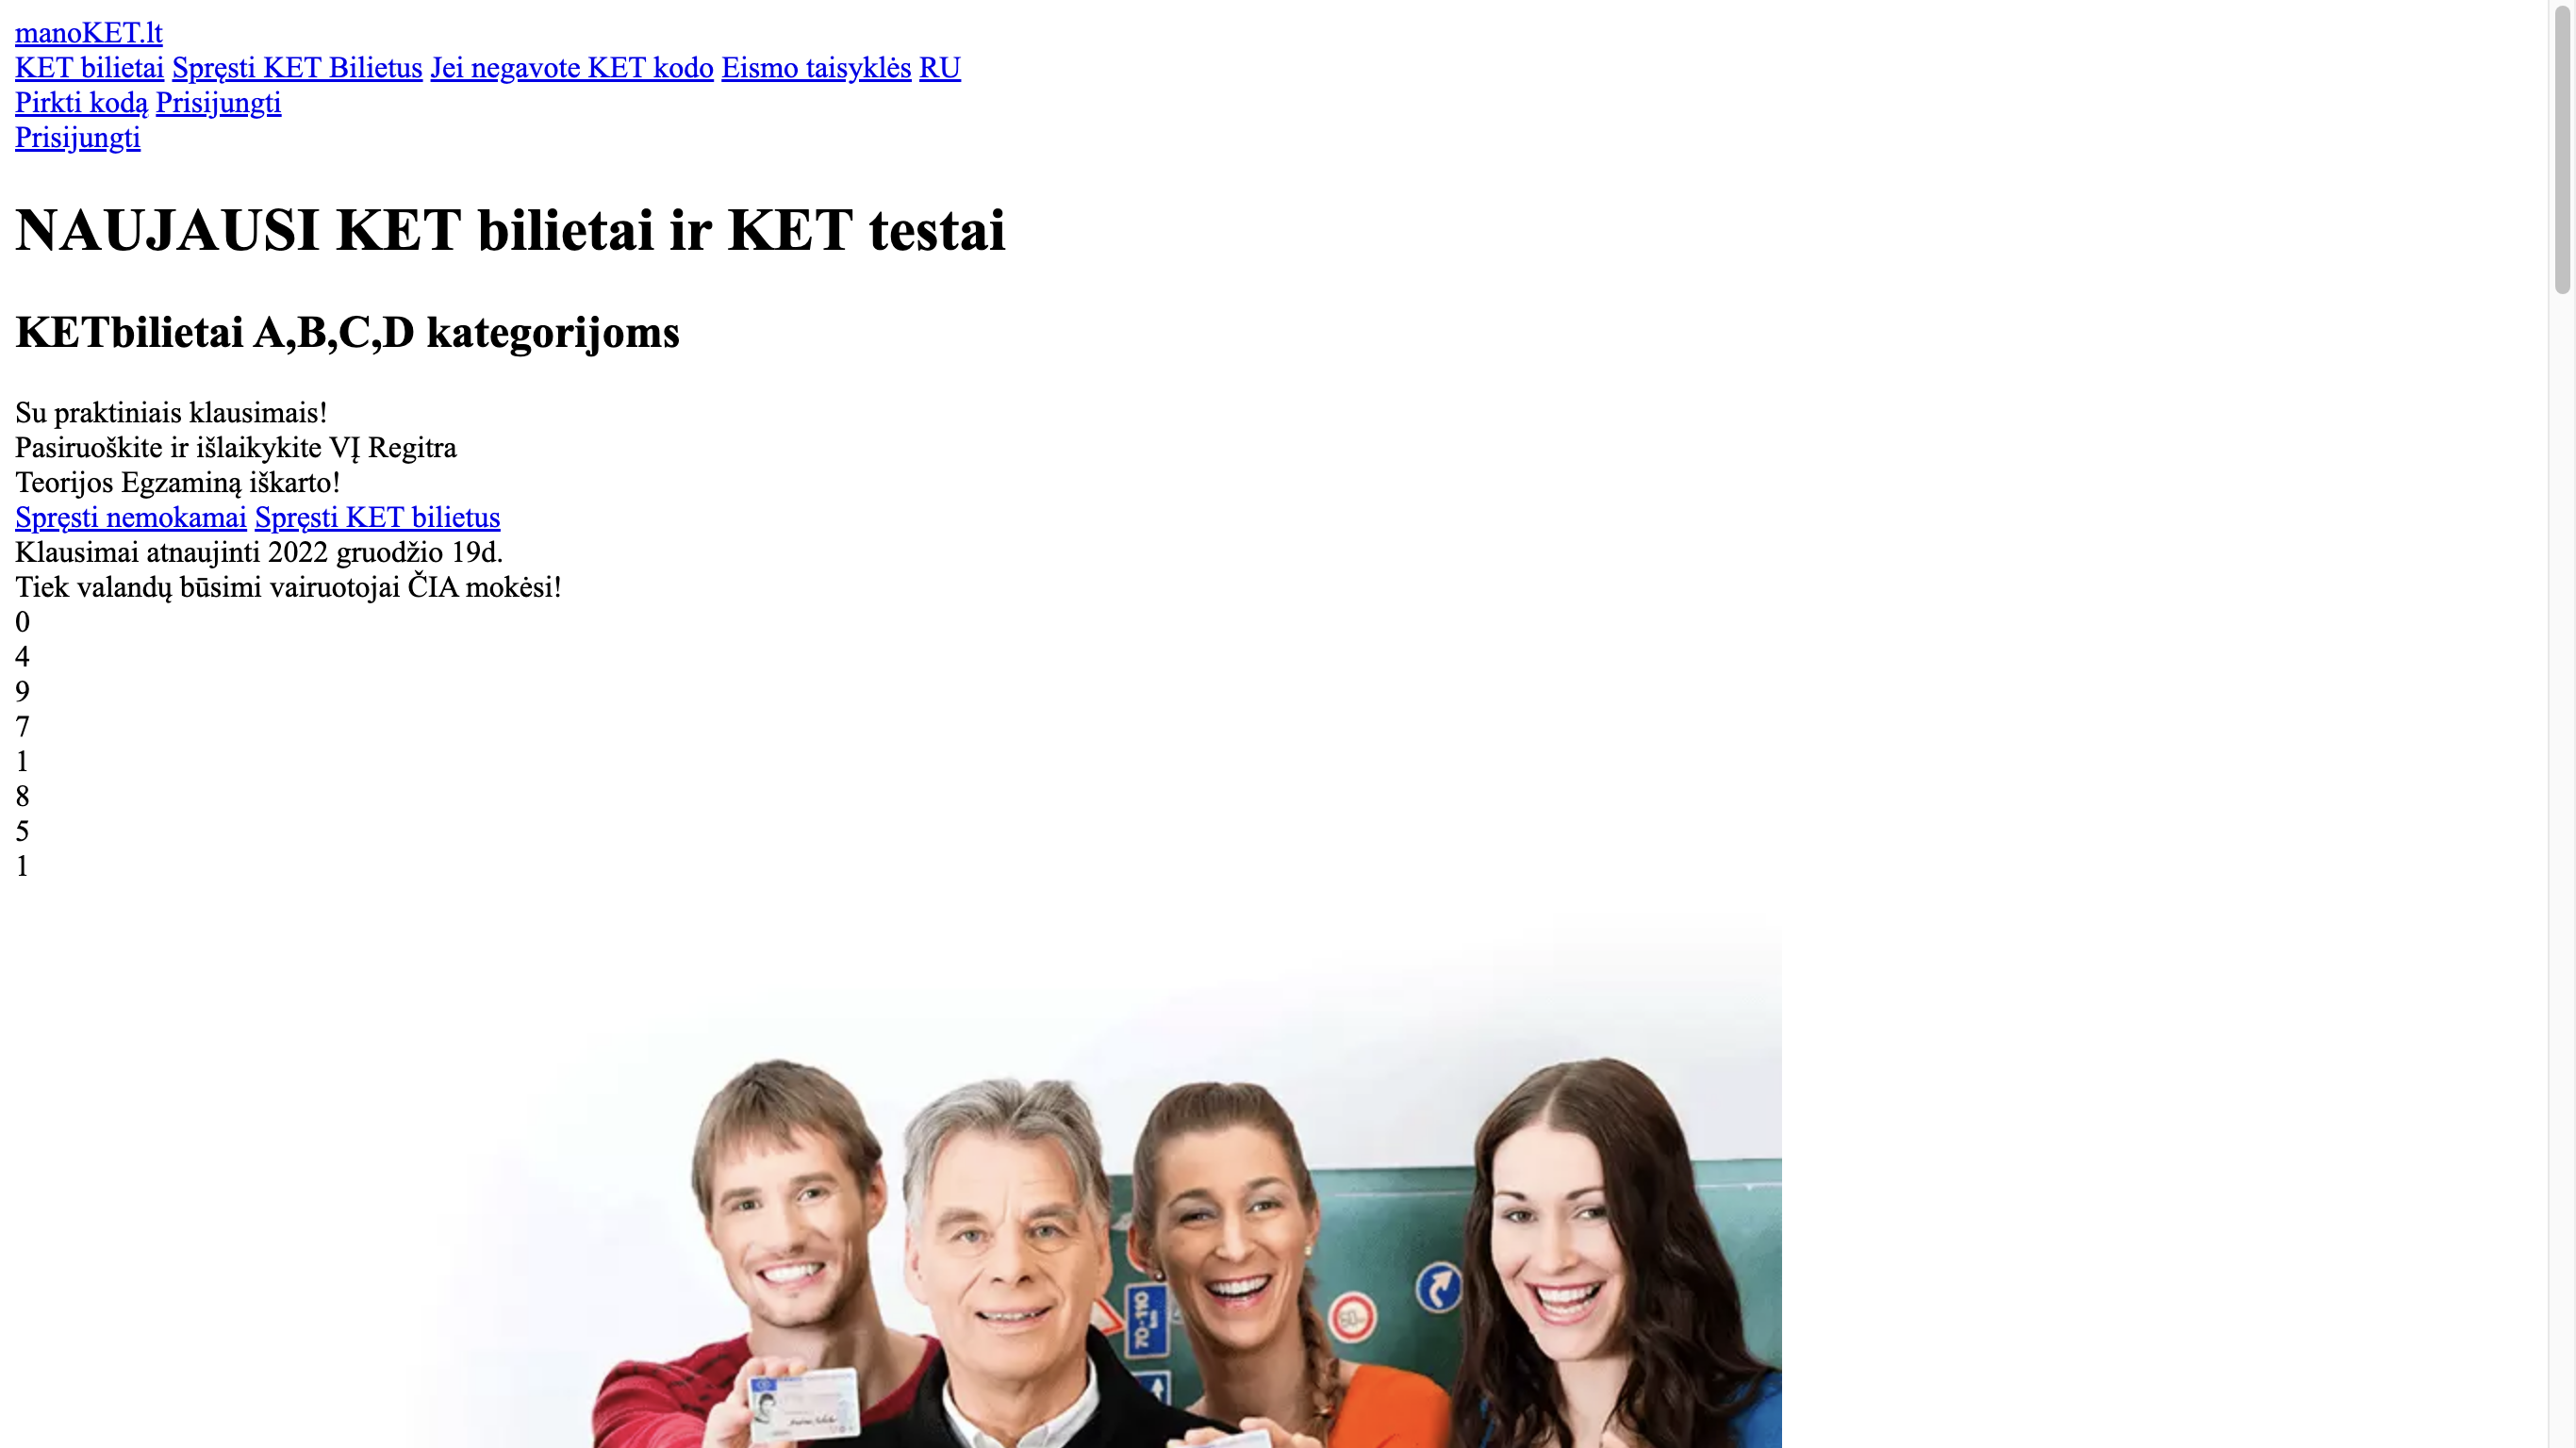 manoKET.lt
KET bilietai Spręsti KET Bilietus Jei negavote KET kodo Eismo taisyklės RU
Pirkti kodą Prisijungti
Prisijungti
NAUJAUSI KET bilietai ir KET testai
KETbilietai A,B,C,D kategorijoms
Su praktiniais klausimais!
Pasiruoškite ir išlaikykite VĮ Regitra
Teorijos Egzaminą iškarto!
Spręsti nemokamai Spręsti KET bilietus
Klausimai atnaujinti 2022 gruodžio 19d.
Tiek valandų būsimi vairuotojai ČIA mokėsi!
0
4
9
7
1
8
5
1
70-110
km
60